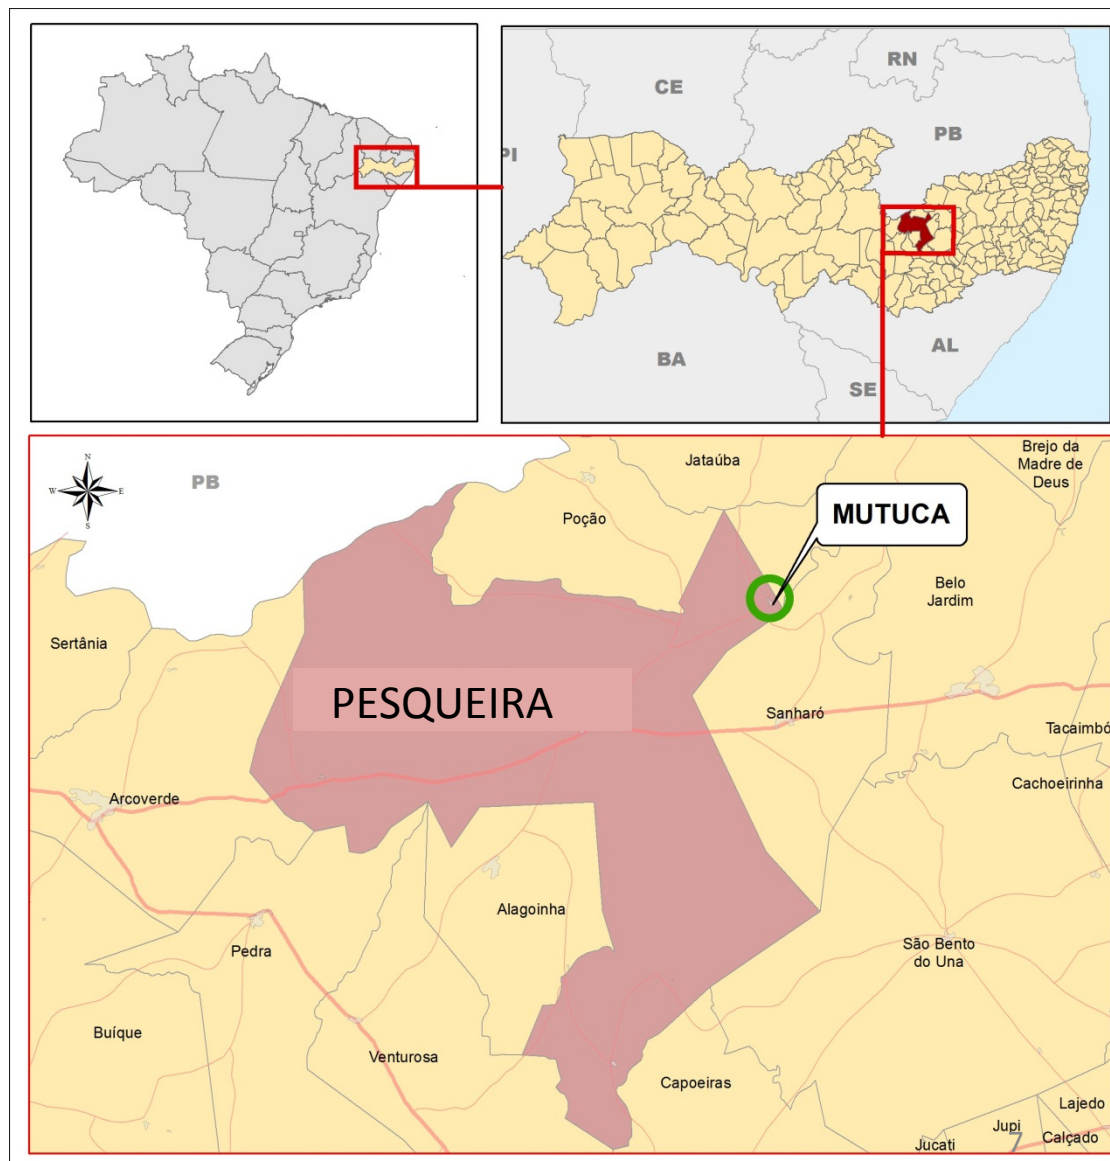 RN
CE
PB
PI
BA
AL
SE
N
W
E
S
PB
Jataúba
Brejo da
Madre de
Deus
Poção
MUTUCA
Belo
Jardim
Sertânia
PESQUEIRA
Sanharó
Tacaimbó
Cachoeirinha
Arcoverde
Alagoinha
São Bento
do Una
Pedra
Buíque
Venturosa
Capoeiras
Lajedo
Jupi
7
Calçado
Jucati